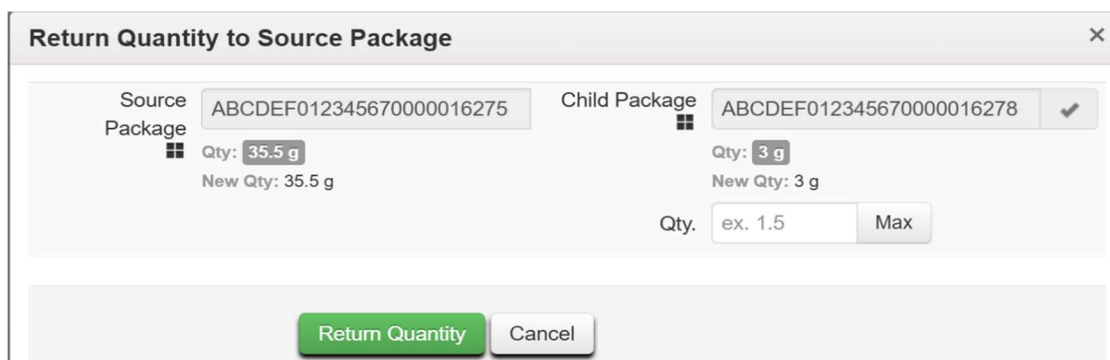 Return Quantity to Source Package ×
Source Package
ABCDEF012345670000016275
Qty: 35.5 g
New Qty: 35.5 g
Child Package
ABCDEF012345670000016278
Qty: 3 g
New Qty: 3 g
Qty. ex. 1.5 Max
Return Quantity Cancel